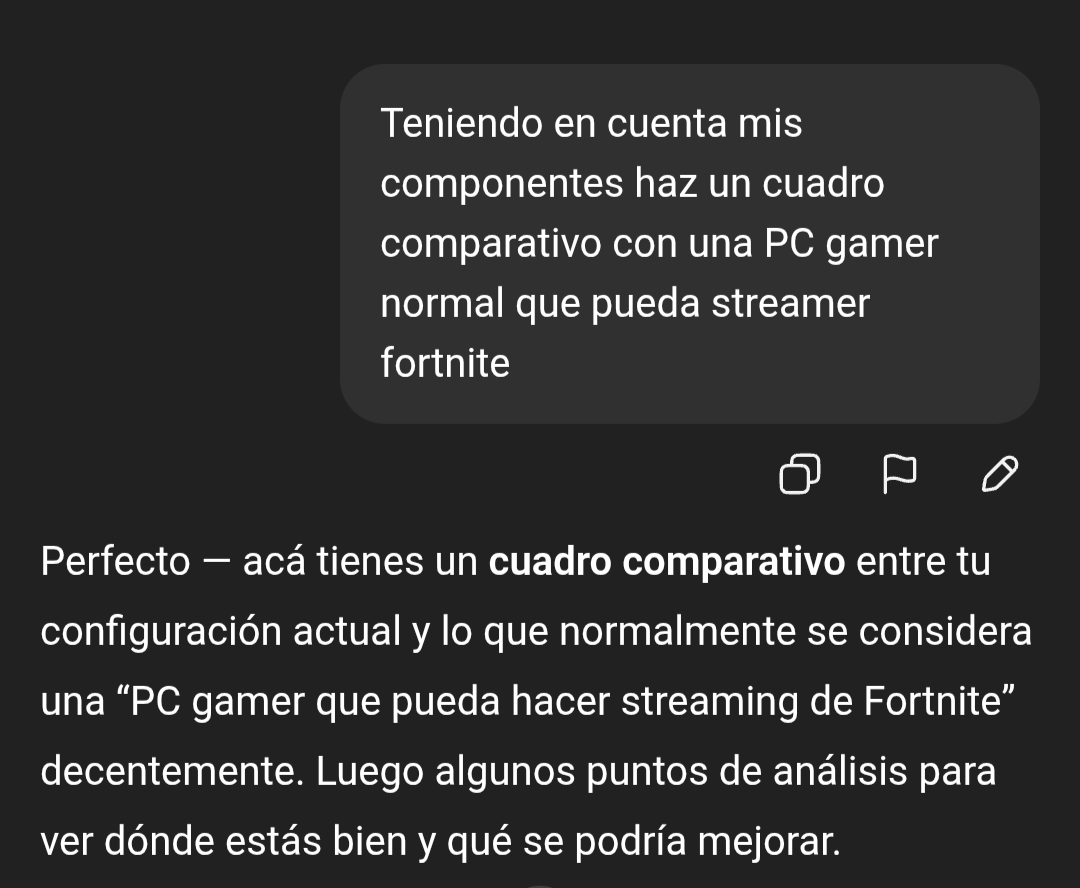 Teniendo en cuenta mis
componentes haz un cuadro
comparativo con una PC gamer
normal que pueda streamer
fortnite
Perfecto — acá tienes un cuadro comparativo entre tu
configuración actual y lo que normalmente se considera
una “PC gamer que pueda hacer streaming de Fortnite”
decentemente. Luego algunos puntos de análisis para
ver dónde estás bien y qué se podría mejorar.